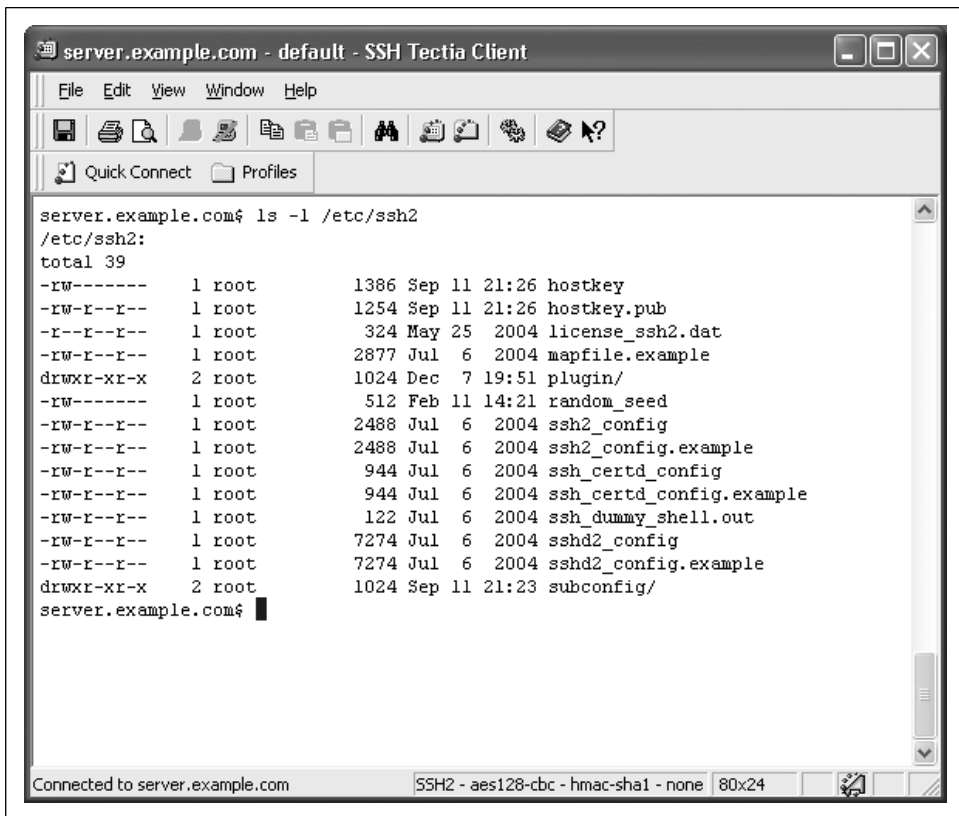 server.example.com - default - SSH Tectia Client
File Edit View Window Help
Quick Connect Profiles
server.example.com$ ls -l /etc/ssh2
/etc/ssh2:
total 39
-rw------- 1 root 1386 Sep 11 21:26 hostkey
-rw-r--r-- 1 root 1254 Sep 11 21:26 hostkey.pub
-r--r--r-- 1 root 324 May 25 2004 license_ssh2.dat
-rw-r--r-- 1 root 2877 Jul 6 2004 mapfile.example
drwxr-xr-x 2 root 1024 Dec 7 19:51 plugin/
-rw------- 1 root 512 Feb 11 14:21 random_seed
-rw-r--r-- 1 root 2488 Jul 6 2004 ssh2_config
-rw-r--r-- 1 root 2488 Jul 6 2004 ssh2_config.example
-rw-r--r-- 1 root 944 Jul 6 2004 ssh_certd_config
-rw-r--r-- 1 root 944 Jul 6 2004 ssh_certd_config.example
-rw-r--r-- 1 root 122 Jul 6 2004 ssh_dummy_shell.out
-rw-r--r-- 1 root 7274 Jul 6 2004 sshd2_config
-rw-r--r-- 1 root 7274 Jul 6 2004 sshd2_config.example
drwxr-xr-x 2 root 1024 Sep 11 21:23 subconfig/
server.example.com$
Connected to server.example.com SSH2 - aes128-cbc - hmac-sha1 - none 80x24